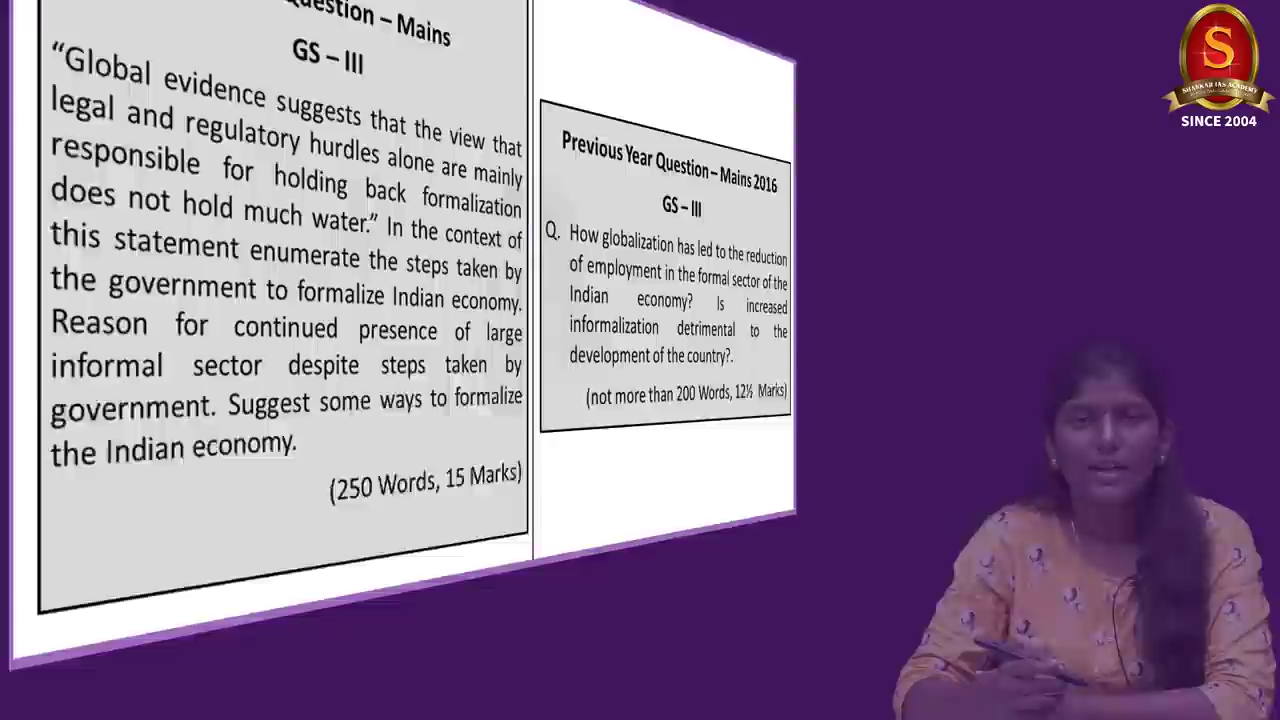 Question – Mains
GS – III
“Global evidence suggests that the view that
legal and regulatory hurdles alone are mainly
responsible for holding back formalization
does not hold much water.” In the context of
this statement enumerate the steps taken by
the government to formalize Indian economy.
Reason for continued presence of large
informal sector despite steps taken by
government. Suggest some ways to formalize
the Indian economy.
(250 Words, 15 Marks)
Previous Year Question – Mains 2016
GS – III
Q. How globalization has led to the reduction
of employment in the formal sector of the
Indian economy? Is increased
informalization detrimental to the
development of the country?.
(not more than 200 Words, 12½ Marks)
S
SHANKAR IAS ACADEMY
SINCE 2004